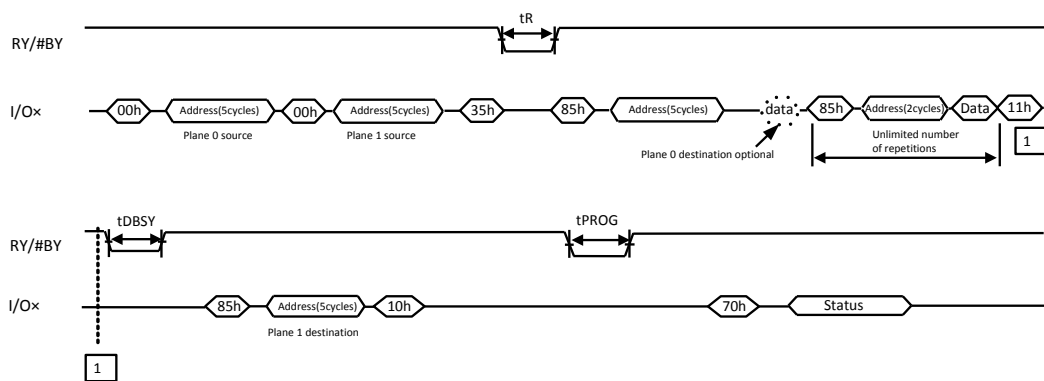 tR
RY/#BY
I/O×
00h
Address(5cycles)
00h
Address(5cycles)
35h
85h
Address(5cycles)
data
85h
Address(2cycles)
Data
11h
Plane 0 source
Plane 1 source
Plane 0 destination optional
Unlimited number
of repetitions
1
tDBSY
tPROG
RY/#BY
I/O×
85h
Address(5cycles)
10h
70h
Status
Plane 1 destination
1